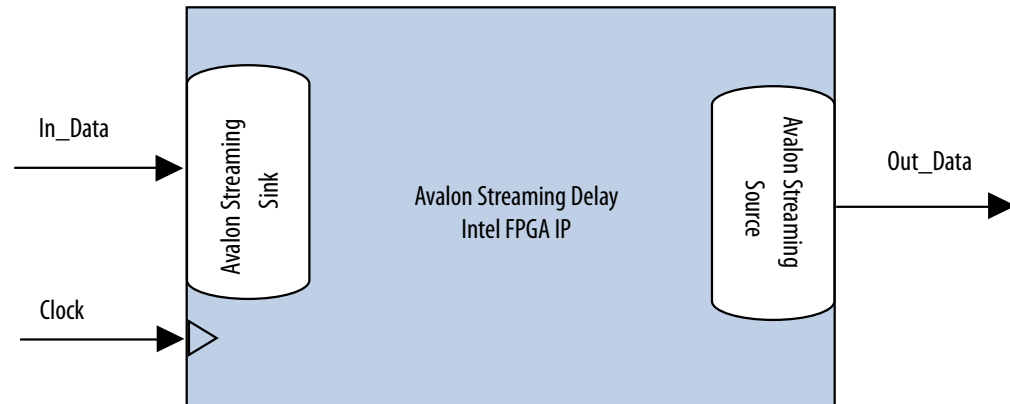 In_Data
Avalon Streaming
Sink
Clock
Avalon Streaming Delay
Intel FPGA IP
Avalon Streaming
Source
Out_Data